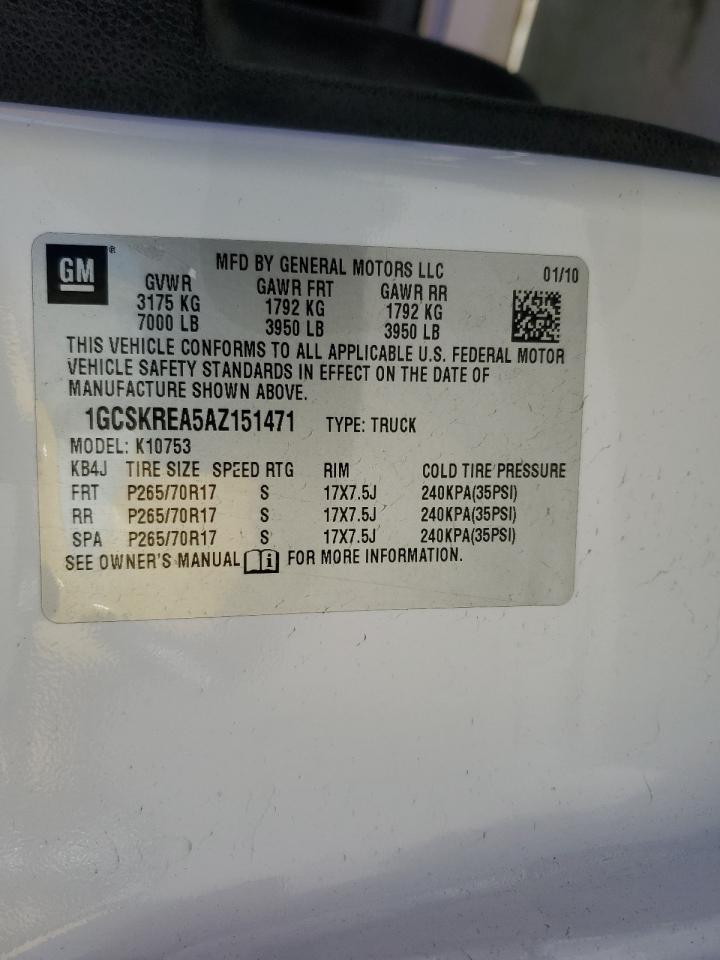 GM®
MFD BY GENERAL MOTORS LLC 01/10
GVWR GAWR FRT GAWR RR
3175 KG 1792 KG 1792 KG
7000 LB 3950 LB 3950 LB
THIS VEHICLE CONFORMS TO ALL APPLICABLE U.S. FEDERAL MOTOR
VEHICLE SAFETY STANDARDS IN EFFECT ON THE DATE OF
MANUFACTURE SHOWN ABOVE.
1GCSKREA5AZ151471 TYPE: TRUCK
MODEL: K10753
KB4J TIRE SIZE SPEED RTG RIM COLD TIRE PRESSURE
FRT P265/70R17 S 17X7.5J 240KPA(35PSI)
RR P265/70R17 S 17X7.5J 240KPA(35PSI)
SPA P265/70R17 S 17X7.5J 240KPA(35PSI)
SEE OWNER'S MANUAL i FOR MORE INFORMATION.